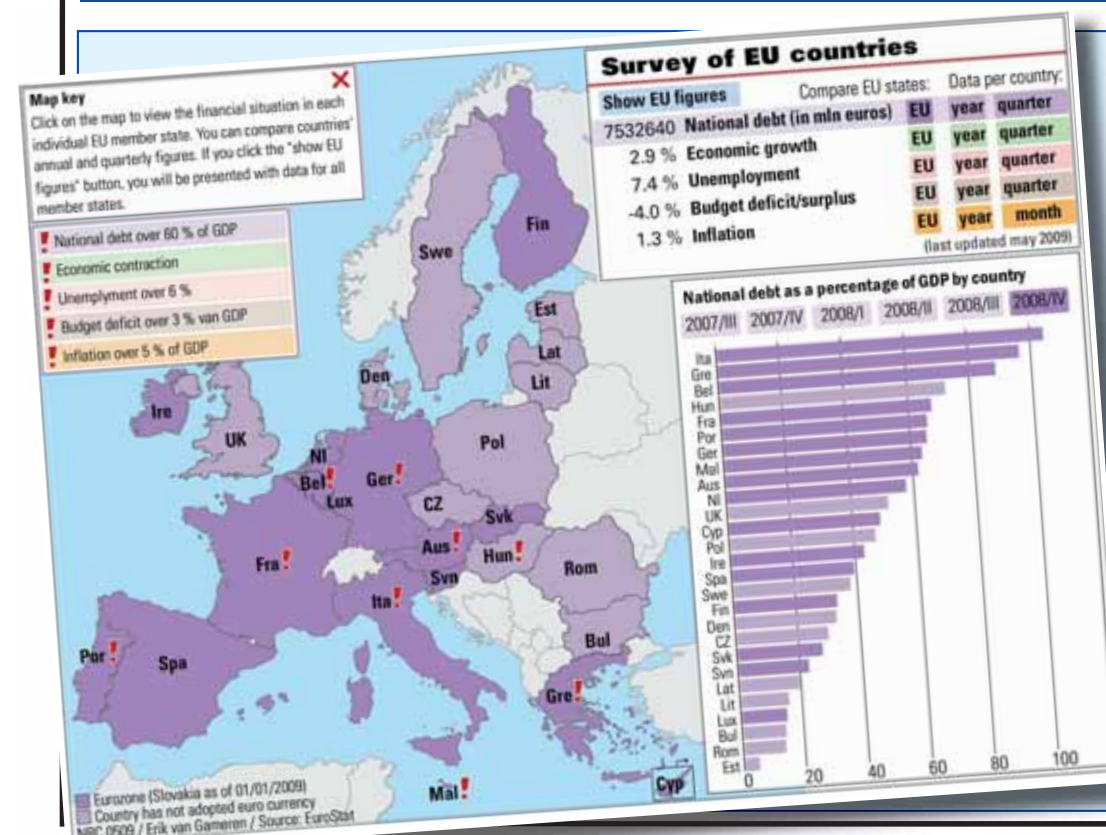 Map key
Click on the map to view the financial situation in each
individual EU member state. You can compare countries'
annual and quarterly figures. If you click the "show EU
figures" button, you will be presented with data for all
member states.
! National debt over 60 % of GDP
! Economic contraction
! Unemplyment over 6 %
! Budget deficit over 3 % van GDP
! Inflation over 5 % of GDP
Survey of EU countries
Show EU figures Compare EU states: Data per country:
7532640 National debt (in mln euros) EU year quarter
2.9 % Economic growth EU year quarter
7.4 % Unemployment EU year quarter
-4.0 % Budget deficit/surplus EU year quarter
1.3 % Inflation EU year month
(last updated may 2009)
National debt as a percentage of GDP by country
2007/III 2007/IV 2008/I 2008/II 2008/III 2008/IV
Ita
Gre
Bel
Hun
Fra
Por
Ger
Mal
Aus
Nl
UK
Cyp
Pol
Ire
Spa
Swe
Fin
Den
CZ
Svk
Svn
Lat
Lit
Lux
Bul
Rom
Est
0 20 40 60 80 100
Fin
Swe
Est
Lat
Lit
Den
Ire
UK
Nl
Bel!
Lux
Ger!
Pol
CZ
Svk
Aus!
Hun!
Svn
Rom
Fra!
Ita!
Bul
Por!
Spa
Gre!
Mal!
Cyp
Eurozone (Slovakia as of 01/01/2009)
Country has not adopted euro currency
NRC 0509 / Erik van Gameren / Source: EuroStat